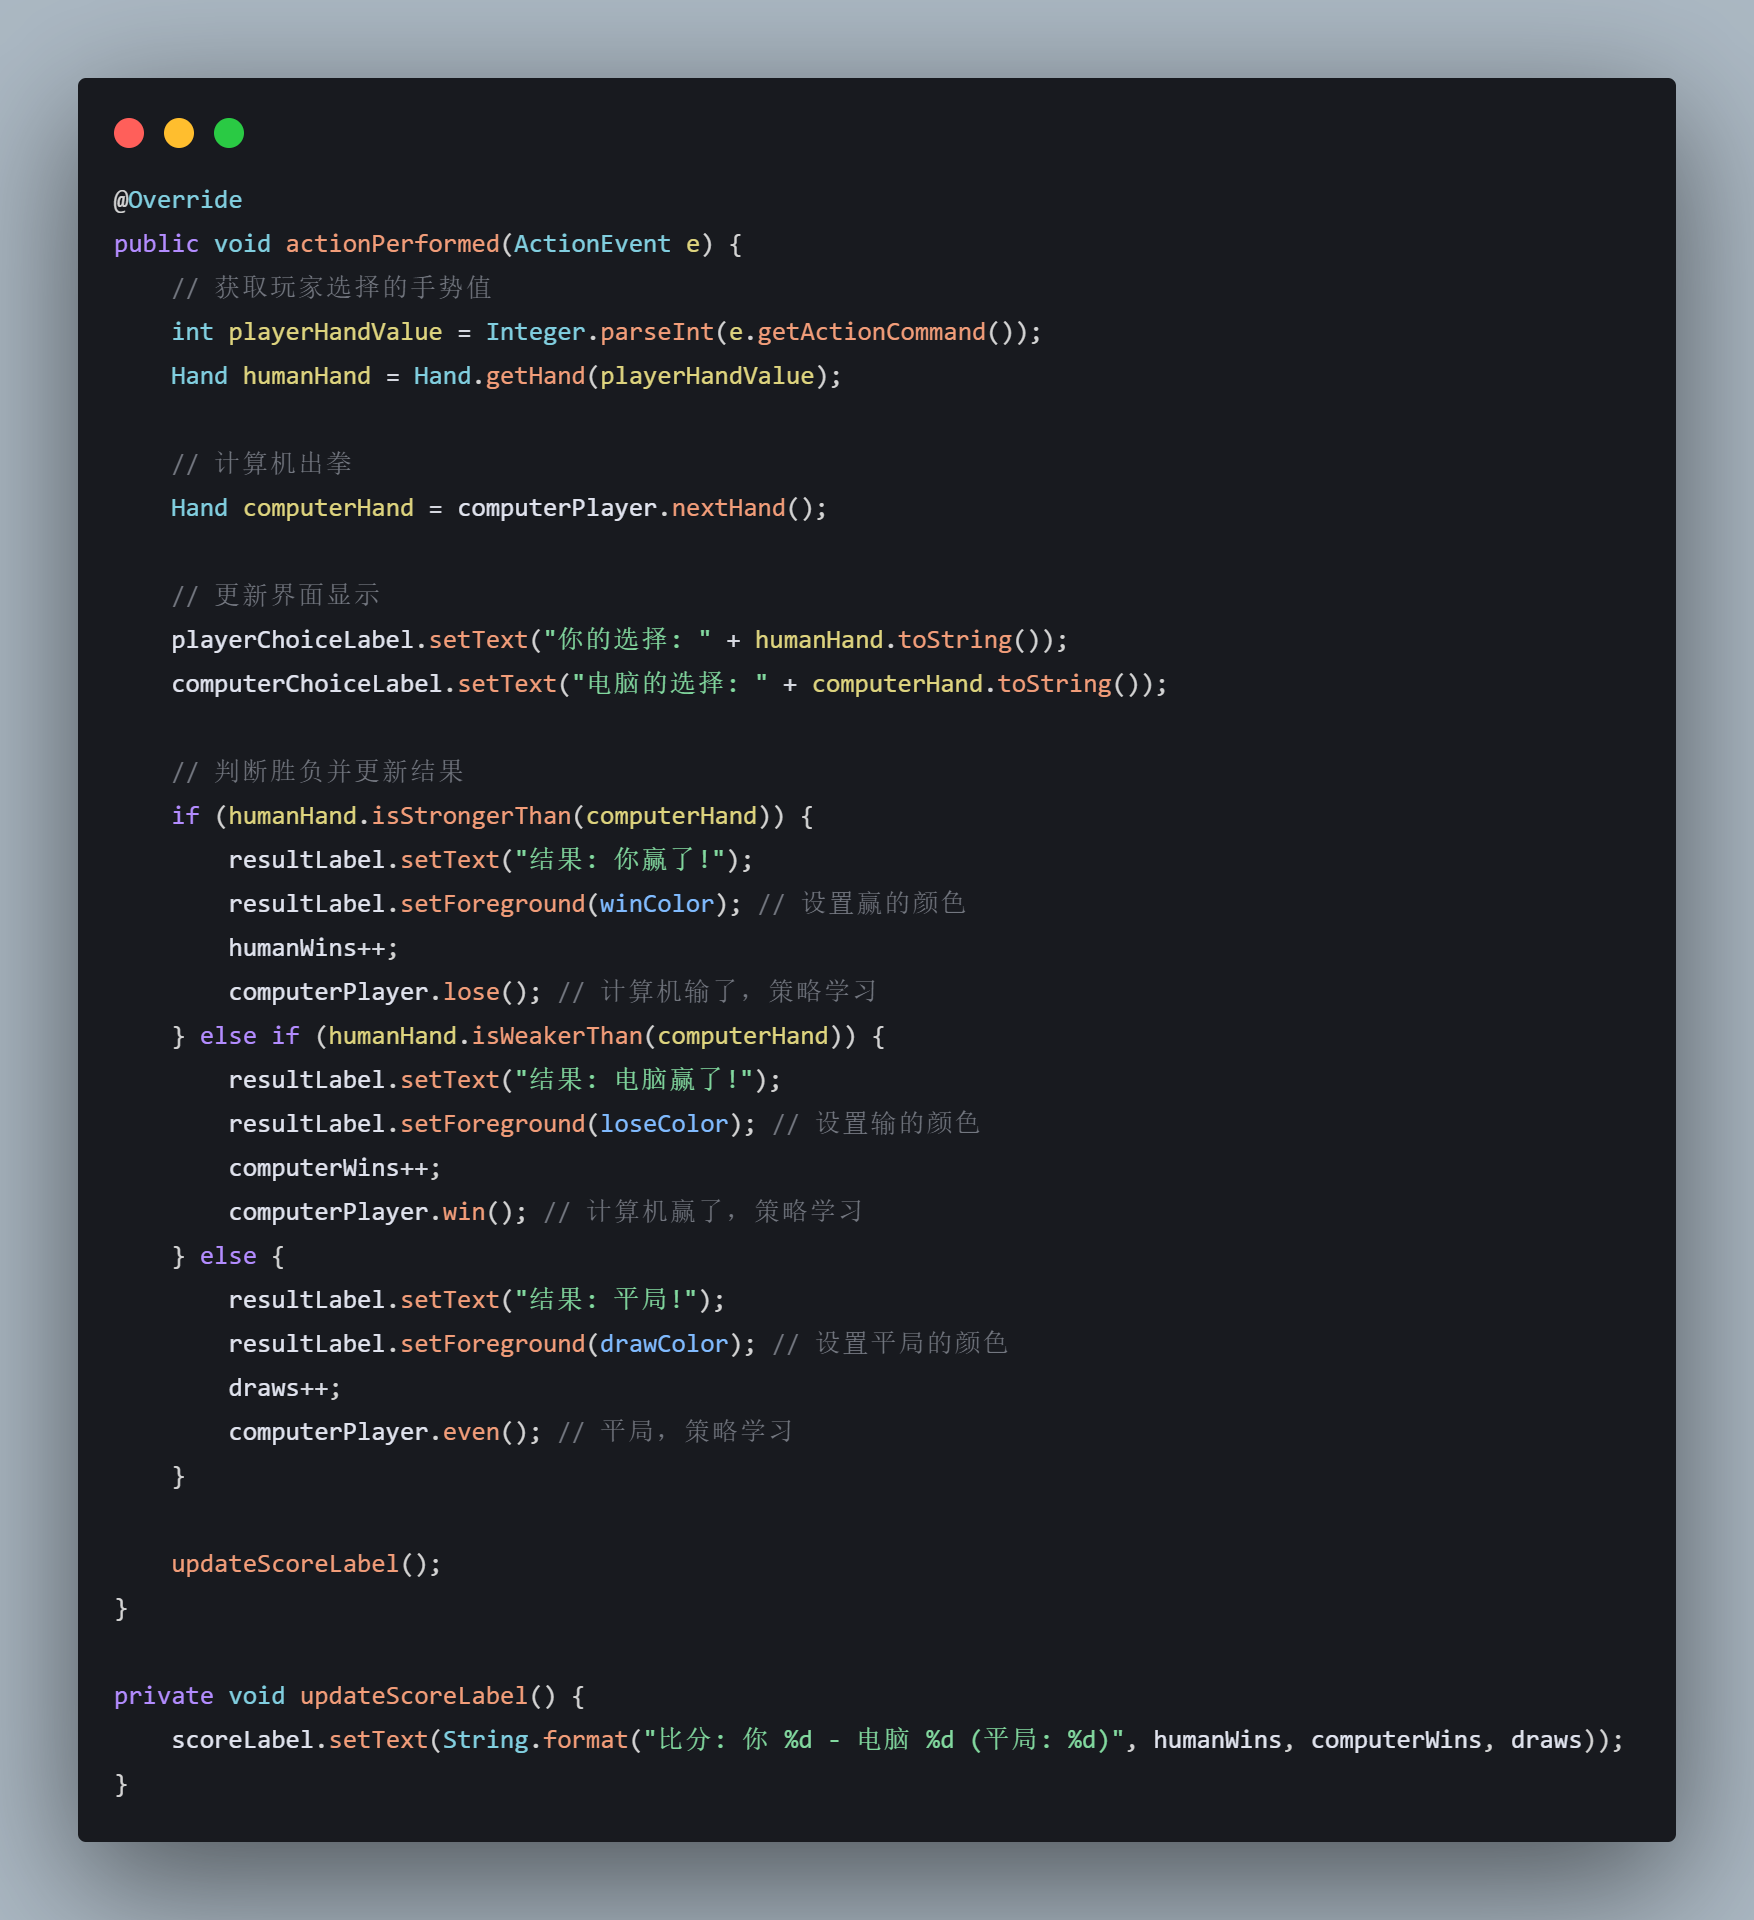 @Override
public void actionPerformed(ActionEvent e) {
    // 获取玩家选择的手势值
    int playerHandValue = Integer.parseInt(e.getActionCommand());
    Hand humanHand = Hand.getHand(playerHandValue);

    // 计算机出拳
    Hand computerHand = computerPlayer.nextHand();

    // 更新界面显示
    playerChoiceLabel.setText("你的选择: " + humanHand.toString());
    computerChoiceLabel.setText("电脑的选择: " + computerHand.toString());

    // 判断胜负并更新结果
    if (humanHand.isStrongerThan(computerHand)) {
        resultLabel.setText("结果: 你赢了!");
        resultLabel.setForeground(winColor); // 设置赢的颜色
        humanWins++;
        computerPlayer.lose(); // 计算机输了，策略学习
    } else if (humanHand.isWeakerThan(computerHand)) {
        resultLabel.setText("结果: 电脑赢了!");
        resultLabel.setForeground(loseColor); // 设置输的颜色
        computerWins++;
        computerPlayer.win(); // 计算机赢了，策略学习
    } else {
        resultLabel.setText("结果: 平局!");
        resultLabel.setForeground(drawColor); // 设置平局的颜色
        draws++;
        computerPlayer.even(); // 平局，策略学习
    }

    updateScoreLabel();
}

private void updateScoreLabel() {
    scoreLabel.setText(String.format("比分: 你 %d - 电脑 %d (平局: %d)", humanWins, computerWins, draws));
}